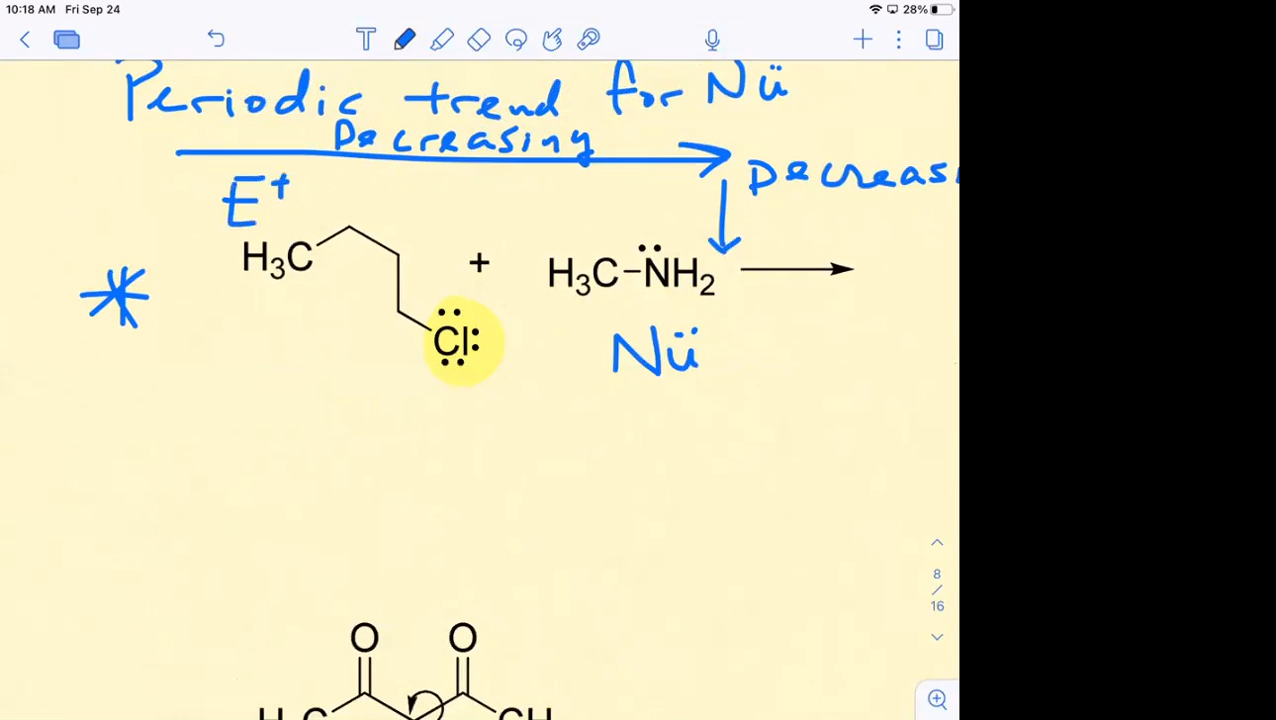 10:18 AM Fri Sep 24
28%
T
Periodic trend for Nü
Decreasing
Decreasi
E+
H3C + H3C-NH2
Cl
Nü
8
/
16
O O